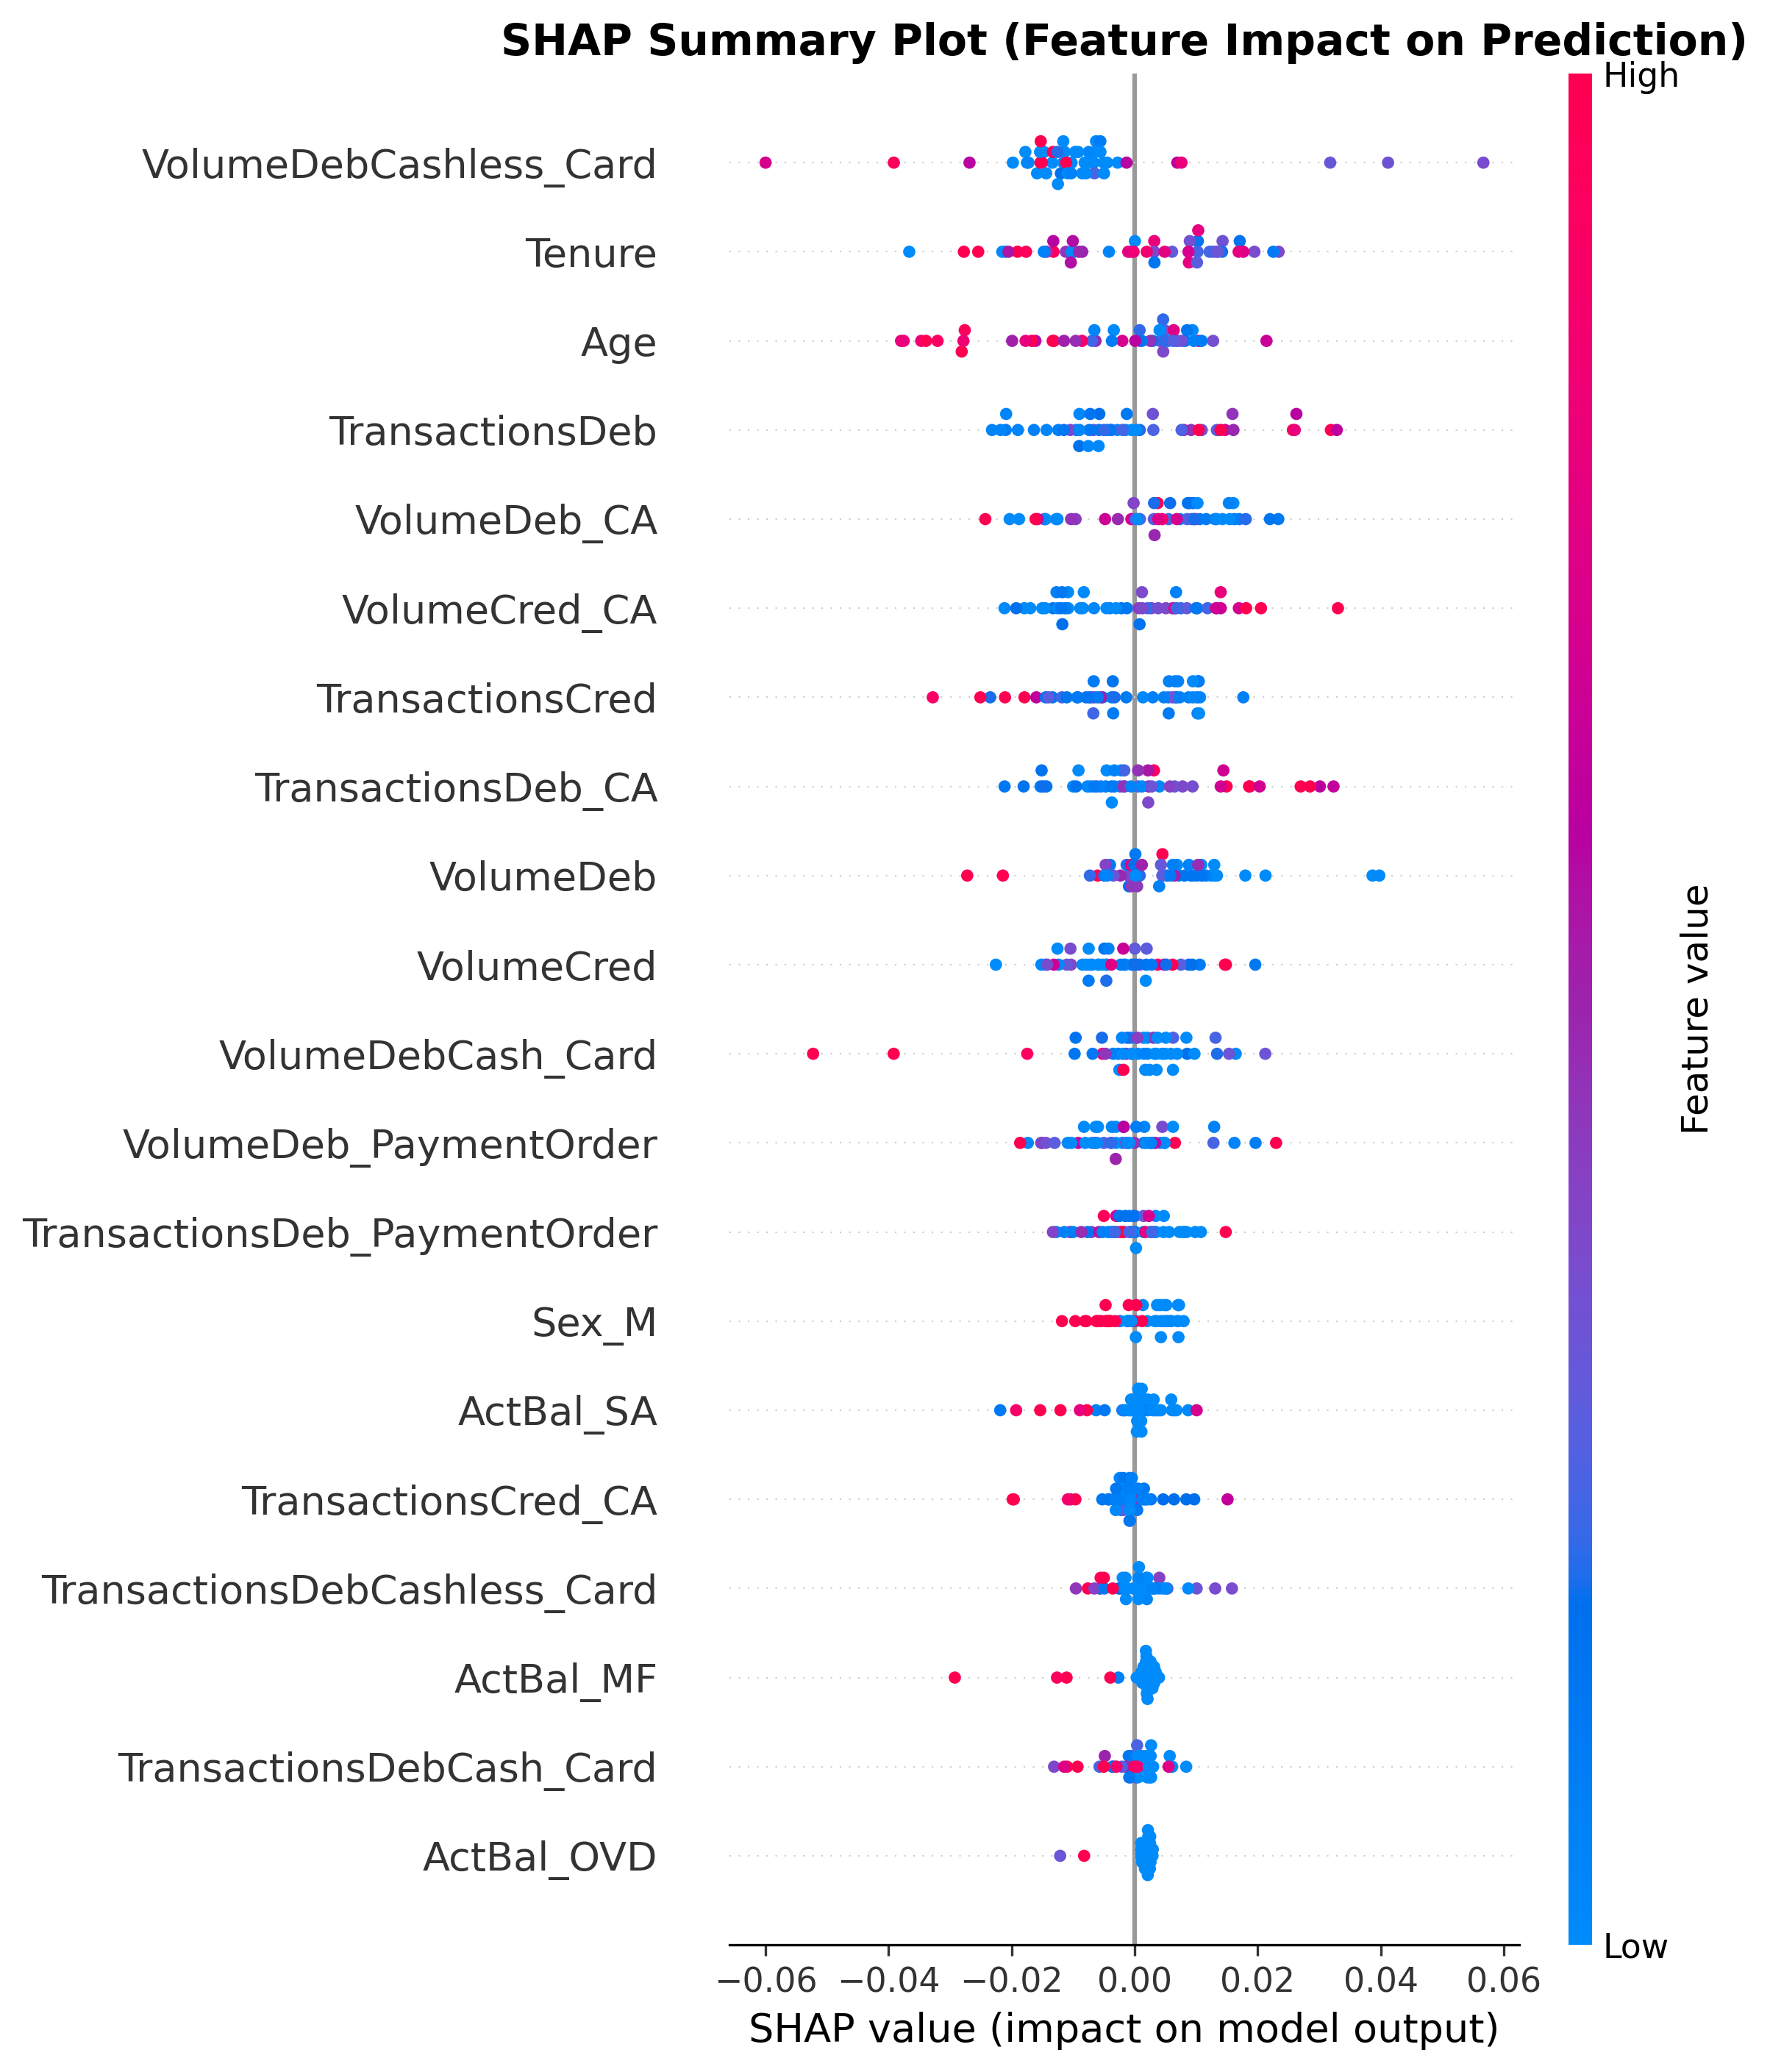 SHAP Summary Plot (Feature Impact on Prediction)
High
VolumeDebCashless_Card
Tenure
Age
TransactionsDeb
VolumeDeb_CA
VolumeCred_CA
TransactionsCred
TransactionsDeb_CA
VolumeDeb
VolumeCred
VolumeDebCash_Card
VolumeDeb_PaymentOrder
TransactionsDeb_PaymentOrder
Sex_M
ActBal_SA
TransactionsCred_CA
TransactionsDebCashless_Card
ActBal_MF
TransactionsDebCash_Card
ActBal_OVD
Feature value
Low
−0.06 −0.04 −0.02 0.00 0.02 0.04 0.06
SHAP value (impact on model output)